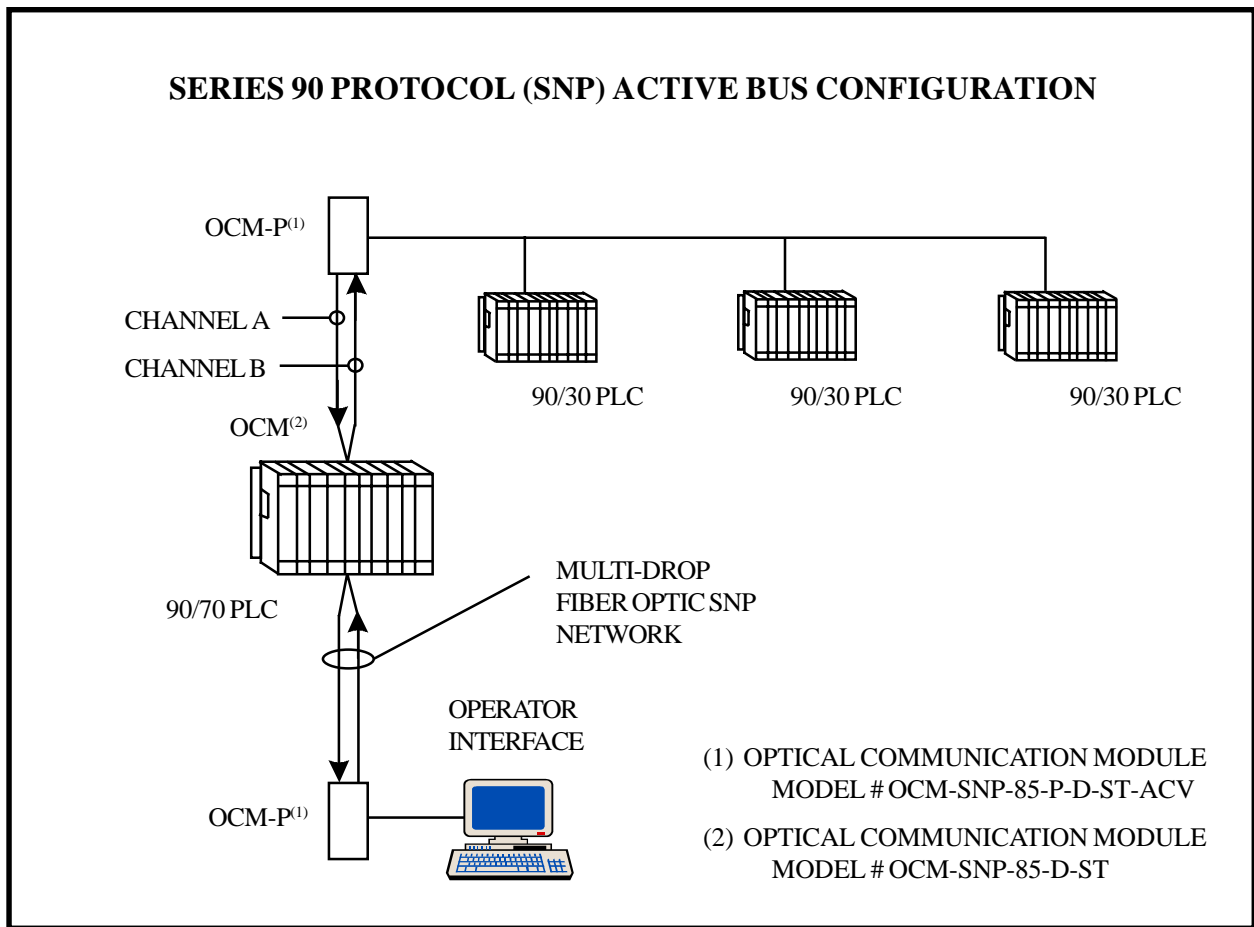 SERIES 90 PROTOCOL (SNP) ACTIVE BUS CONFIGURATION
OCM-P(1)
CHANNEL A
CHANNEL B
90/30 PLC
90/30 PLC
90/30 PLC
OCM(2)
90/70 PLC
MULTI-DROP
FIBER OPTIC SNP
NETWORK
OPERATOR
INTERFACE
OCM-P(1)
(1) OPTICAL COMMUNICATION MODULE
MODEL # OCM-SNP-85-P-D-ST-ACV
(2) OPTICAL COMMUNICATION MODULE
MODEL # OCM-SNP-85-D-ST